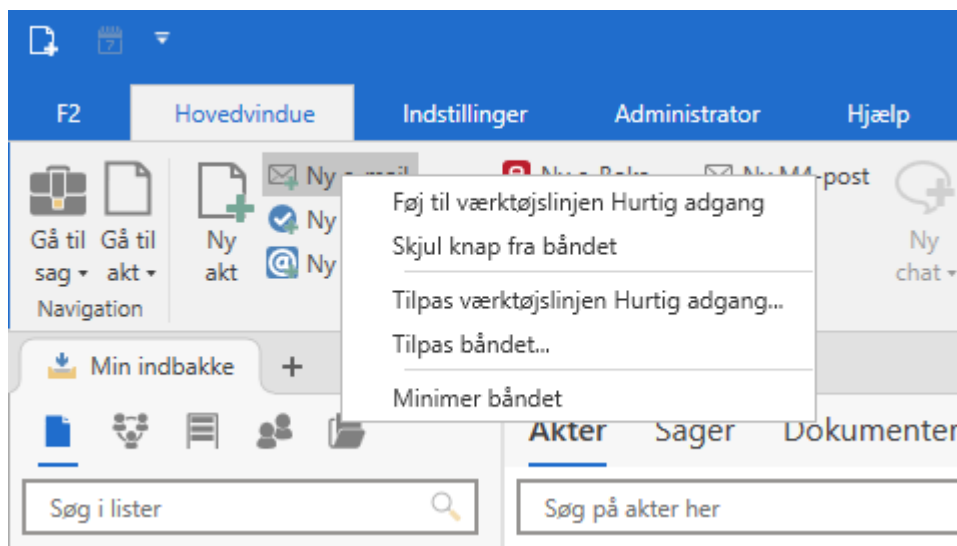 7
F2 Hovedvindue Indstillinger Administrator Hjælp
Gå til sag
Gå til akt
Navigation
Ny akt
Ny e-mail
Ny
Ny
Ny
post
Ny chat
Føj til værktøjslinjen Hurtig adgang
Skjul knap fra båndet
Tilpas værktøjslinjen Hurtig adgang...
Tilpas båndet...
Minimer båndet
Min indbakke +
Akter Sager Dokumenter
Søg i lister
Søg på akter her